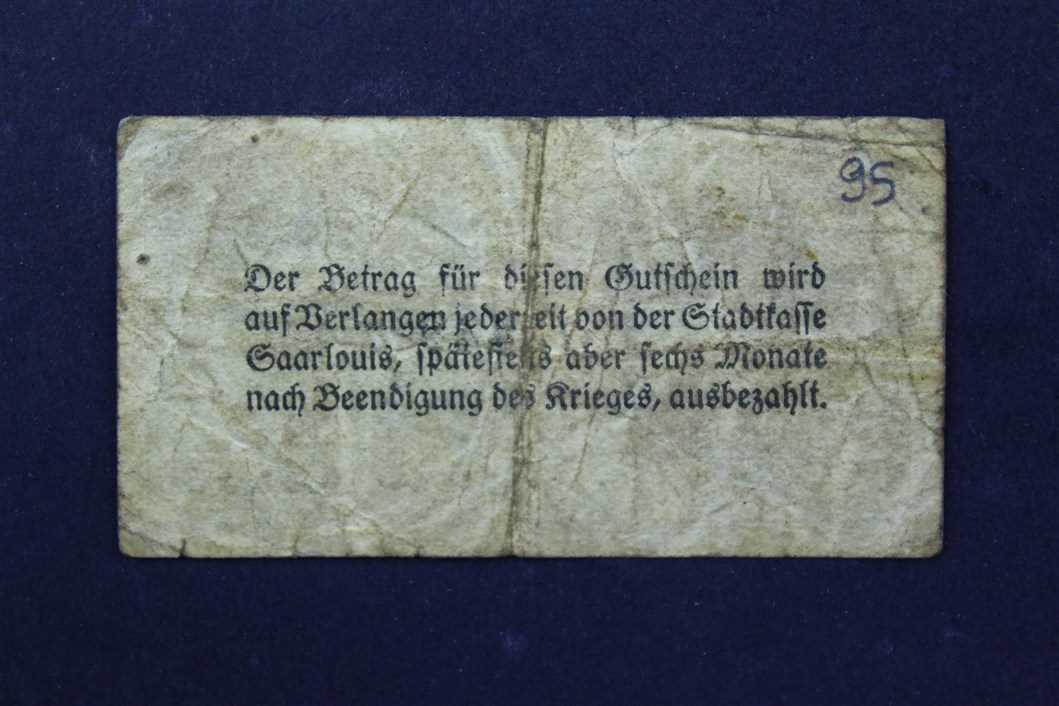 95
Der Betrag für diesen Gutschein wird
auf Verlangen jederzeit von der Stadtkasse
Saarlouis, spätestens aber sechs Monate
nach Beendigung des Krieges, ausbezahlt.